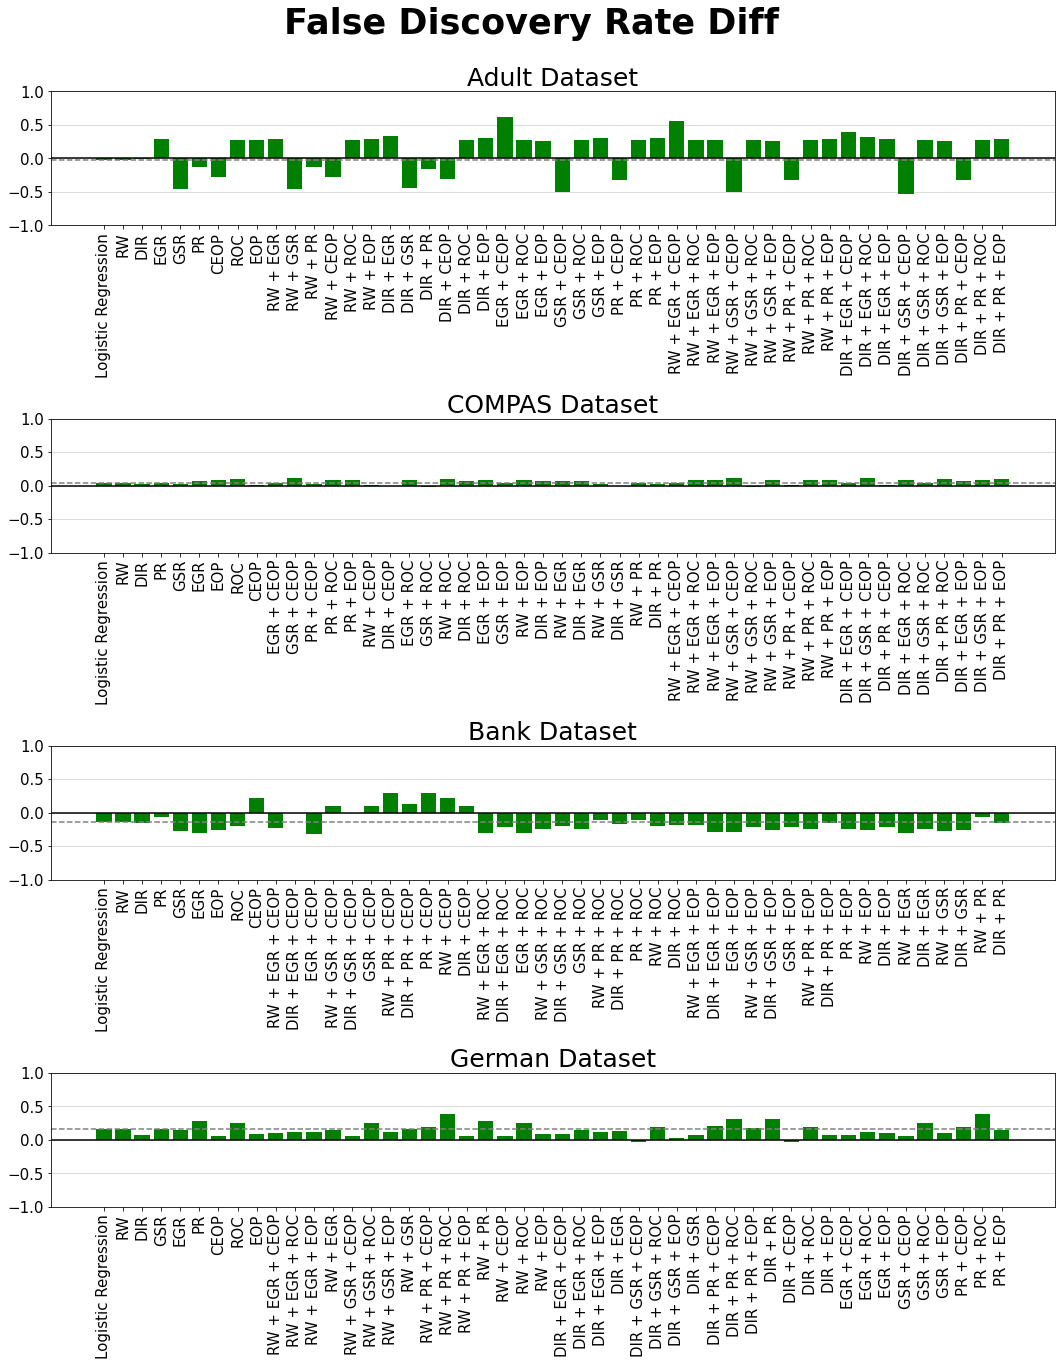 False Discovery Rate Diff
Adult Dataset
1.0
0.5
0.0
−0.5
−1.0
Logistic Regression
RW
DIR
EGR
GSR
PR
CEOP
ROC
EOP
RW + EGR
RW + GSR
RW + PR
RW + CEOP
RW + ROC
RW + EOP
DIR + EGR
DIR + GSR
DIR + PR
DIR + CEOP
DIR + ROC
DIR + EOP
EGR + CEOP
EGR + ROC
EGR + EOP
GSR + CEOP
GSR + ROC
GSR + EOP
PR + CEOP
PR + ROC
PR + EOP
RW + EGR + CEOP
RW + EGR + ROC
RW + EGR + EOP
RW + GSR + CEOP
RW + GSR + ROC
RW + GSR + EOP
RW + PR + CEOP
RW + PR + ROC
RW + PR + EOP
DIR + EGR + CEOP
DIR + EGR + ROC
DIR + EGR + EOP
DIR + GSR + CEOP
DIR + GSR + ROC
DIR + GSR + EOP
DIR + PR + CEOP
DIR + PR + ROC
DIR + PR + EOP
COMPAS Dataset
1.0
0.5
0.0
−0.5
−1.0
Logistic Regression
RW
DIR
PR
GSR
EGR
EOP
ROC
CEOP
EGR + CEOP
GSR + CEOP
PR + CEOP
PR + ROC
PR + EOP
RW + CEOP
DIR + CEOP
EGR + ROC
GSR + ROC
RW + ROC
DIR + ROC
EGR + EOP
GSR + EOP
RW + EOP
DIR + EOP
RW + EGR
DIR + EGR
RW + GSR
DIR + GSR
RW + PR
DIR + PR
RW + EGR + CEOP
RW + EGR + ROC
RW + EGR + EOP
RW + GSR + CEOP
RW + GSR + ROC
RW + GSR + EOP
RW + PR + CEOP
RW + PR + ROC
RW + PR + EOP
DIR + EGR + CEOP
DIR + GSR + CEOP
DIR + PR + CEOP
DIR + EGR + ROC
DIR + GSR + ROC
DIR + PR + ROC
DIR + EGR + EOP
DIR + GSR + EOP
DIR + PR + EOP
Bank Dataset
1.0
0.5
0.0
−0.5
−1.0
Logistic Regression
RW
DIR
PR
GSR
EGR
EOP
ROC
CEOP
RW + EGR + CEOP
DIR + EGR + CEOP
EGR + CEOP
RW + GSR + CEOP
DIR + GSR + CEOP
GSR + CEOP
RW + PR + CEOP
DIR + PR + CEOP
PR + CEOP
RW + CEOP
DIR + CEOP
RW + EGR + ROC
DIR + EGR + ROC
EGR + ROC
RW + GSR + ROC
DIR + GSR + ROC
GSR + ROC
RW + PR + ROC
DIR + PR + ROC
PR + ROC
RW + ROC
DIR + ROC
RW + EGR + EOP
DIR + EGR + EOP
EGR + EOP
RW + GSR + EOP
DIR + GSR + EOP
GSR + EOP
RW + PR + EOP
DIR + PR + EOP
PR + EOP
RW + EOP
DIR + EOP
RW + EGR
DIR + EGR
RW + GSR
DIR + GSR
RW + PR
DIR + PR
German Dataset
1.0
0.5
0.0
−0.5
−1.0
Logistic Regression
RW
DIR
GSR
EGR
PR
CEOP
ROC
EOP
RW + EGR + CEOP
RW + EGR + ROC
RW + EGR + EOP
RW + EGR
RW + GSR + CEOP
RW + GSR + ROC
RW + GSR + EOP
RW + GSR
RW + PR + CEOP
RW + PR + ROC
RW + PR + EOP
RW + PR
RW + CEOP
RW + ROC
RW + EOP
DIR + EGR + CEOP
DIR + EGR + ROC
DIR + EGR + EOP
DIR + EGR
DIR + GSR + CEOP
DIR + GSR + ROC
DIR + GSR + EOP
DIR + GSR
DIR + PR + CEOP
DIR + PR + ROC
DIR + PR + EOP
DIR + PR
DIR + CEOP
DIR + ROC
DIR + EOP
EGR + CEOP
EGR + ROC
EGR + EOP
GSR + CEOP
GSR + ROC
GSR + EOP
PR + CEOP
PR + ROC
PR + EOP